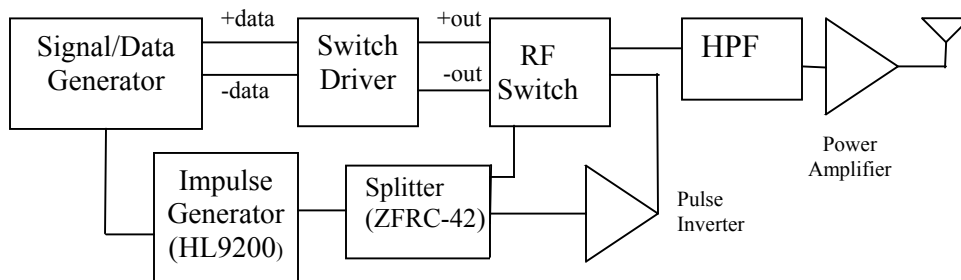 +data
+out
Signal/Data
Generator
Switch
Driver
RF
Switch
HPF
-data
-out
Power
Amplifier
Impulse
Generator
(HL9200)
Splitter
(ZFRC-42)
Pulse
Inverter